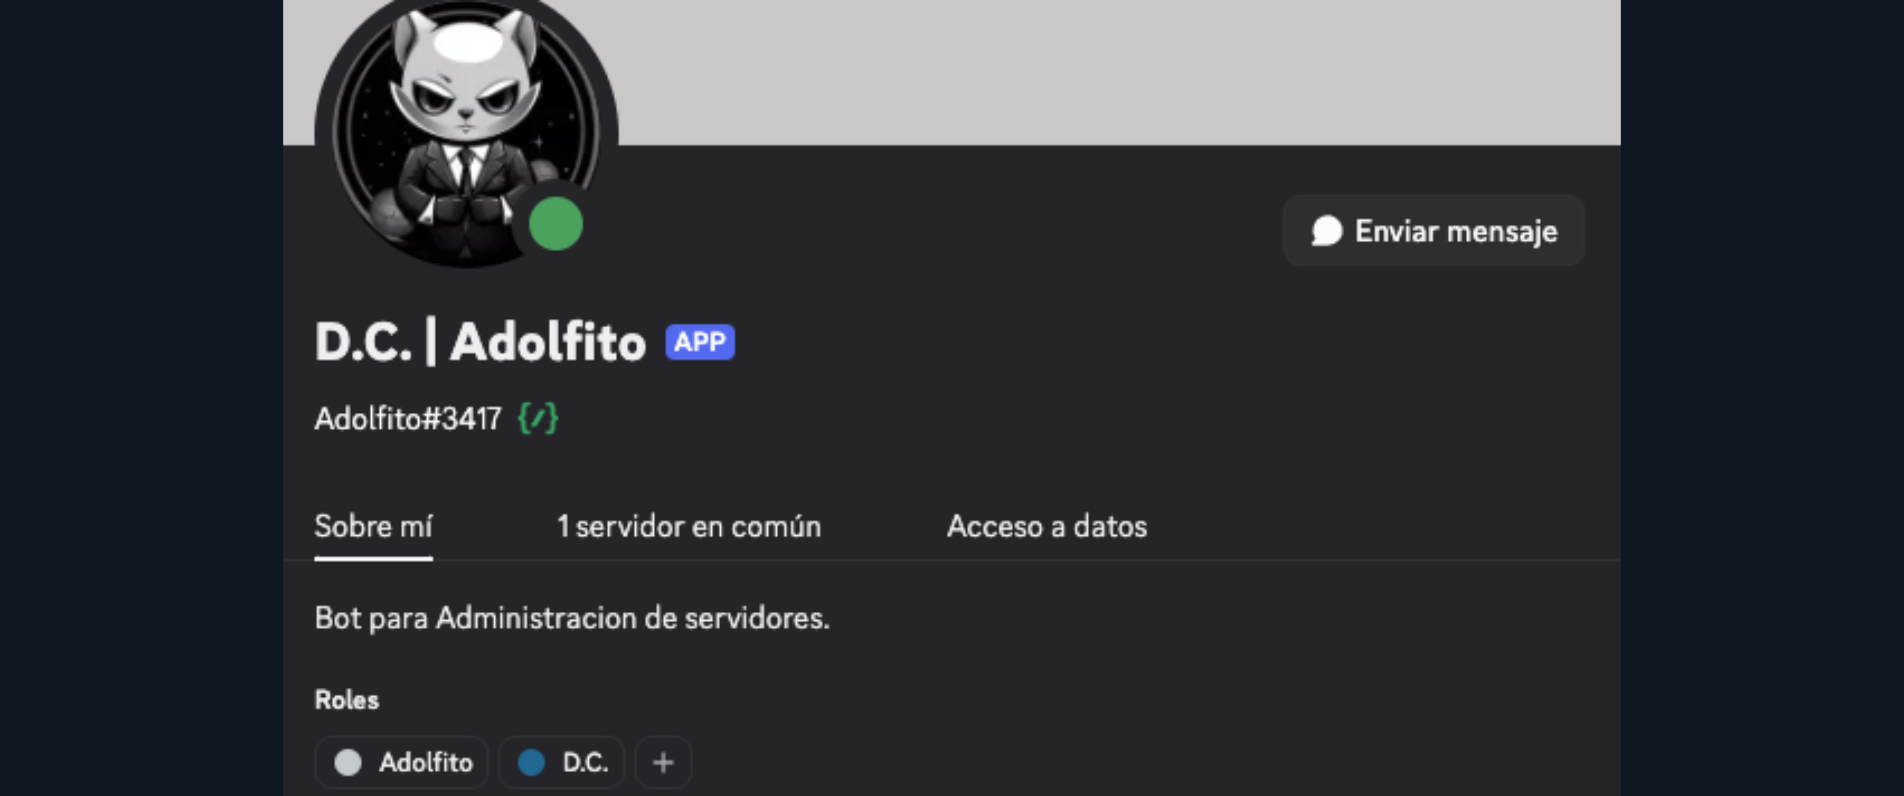 Enviar mensaje
D.C. | Adolfito APP
Adolfito#3417 {/}
Sobre mí 1 servidor en común Acceso a datos
Bot para Administracion de servidores.
Roles
Adolfito D.C. +